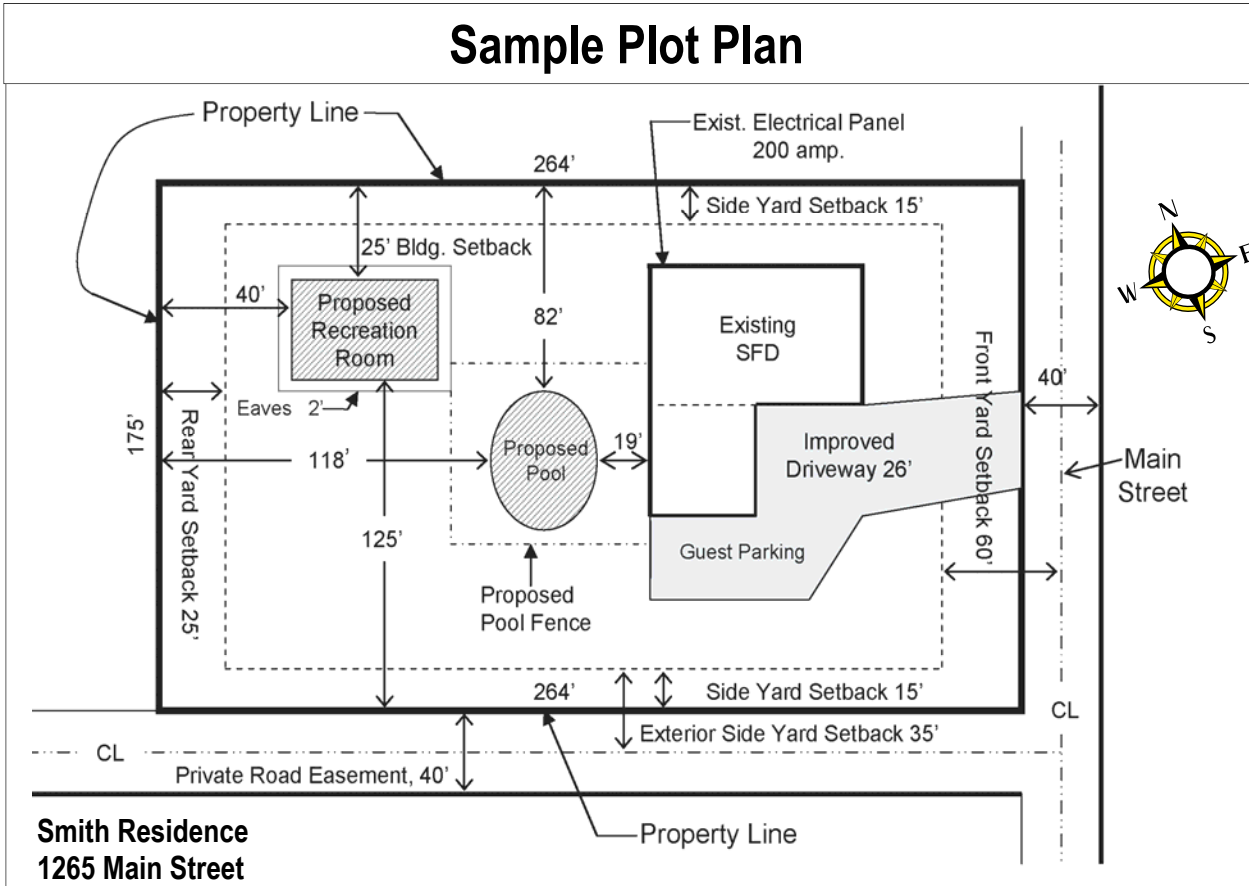 Sample Plot Plan
Property Line
Exist. Electrical Panel
200 amp.
264’
Side Yard Setback 15’
N
E
W
S
25’ Bldg. Setback
40’
Proposed
Recreation
Room
82’
Existing
SFD
Front Yard Setback 60’
40’
Eaves 2’
175’
Rear Yard Setback 25’
118’
Proposed
Pool
19’
Improved
Driveway 26’
Main
Street
125’
Guest Parking
Proposed
Pool Fence
264’
Side Yard Setback 15’
CL
Exterior Side Yard Setback 35’
CL
Private Road Easement, 40’
Property Line
Smith Residence
1265 Main Street